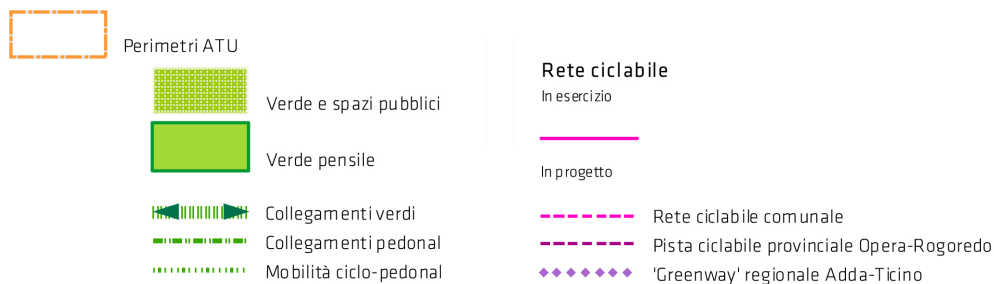 Perimetri ATU
Verde e spazi pubblici
Verde pensile
Collegamenti verdi
Collegamenti pedonal
Mobilità ciclo-pedonal
Rete ciclabile
In esercizio
In progetto
Rete ciclabile comunale
Pista ciclabile provinciale Opera-Rogoredo
'Greenway' regionale Adda-Ticino